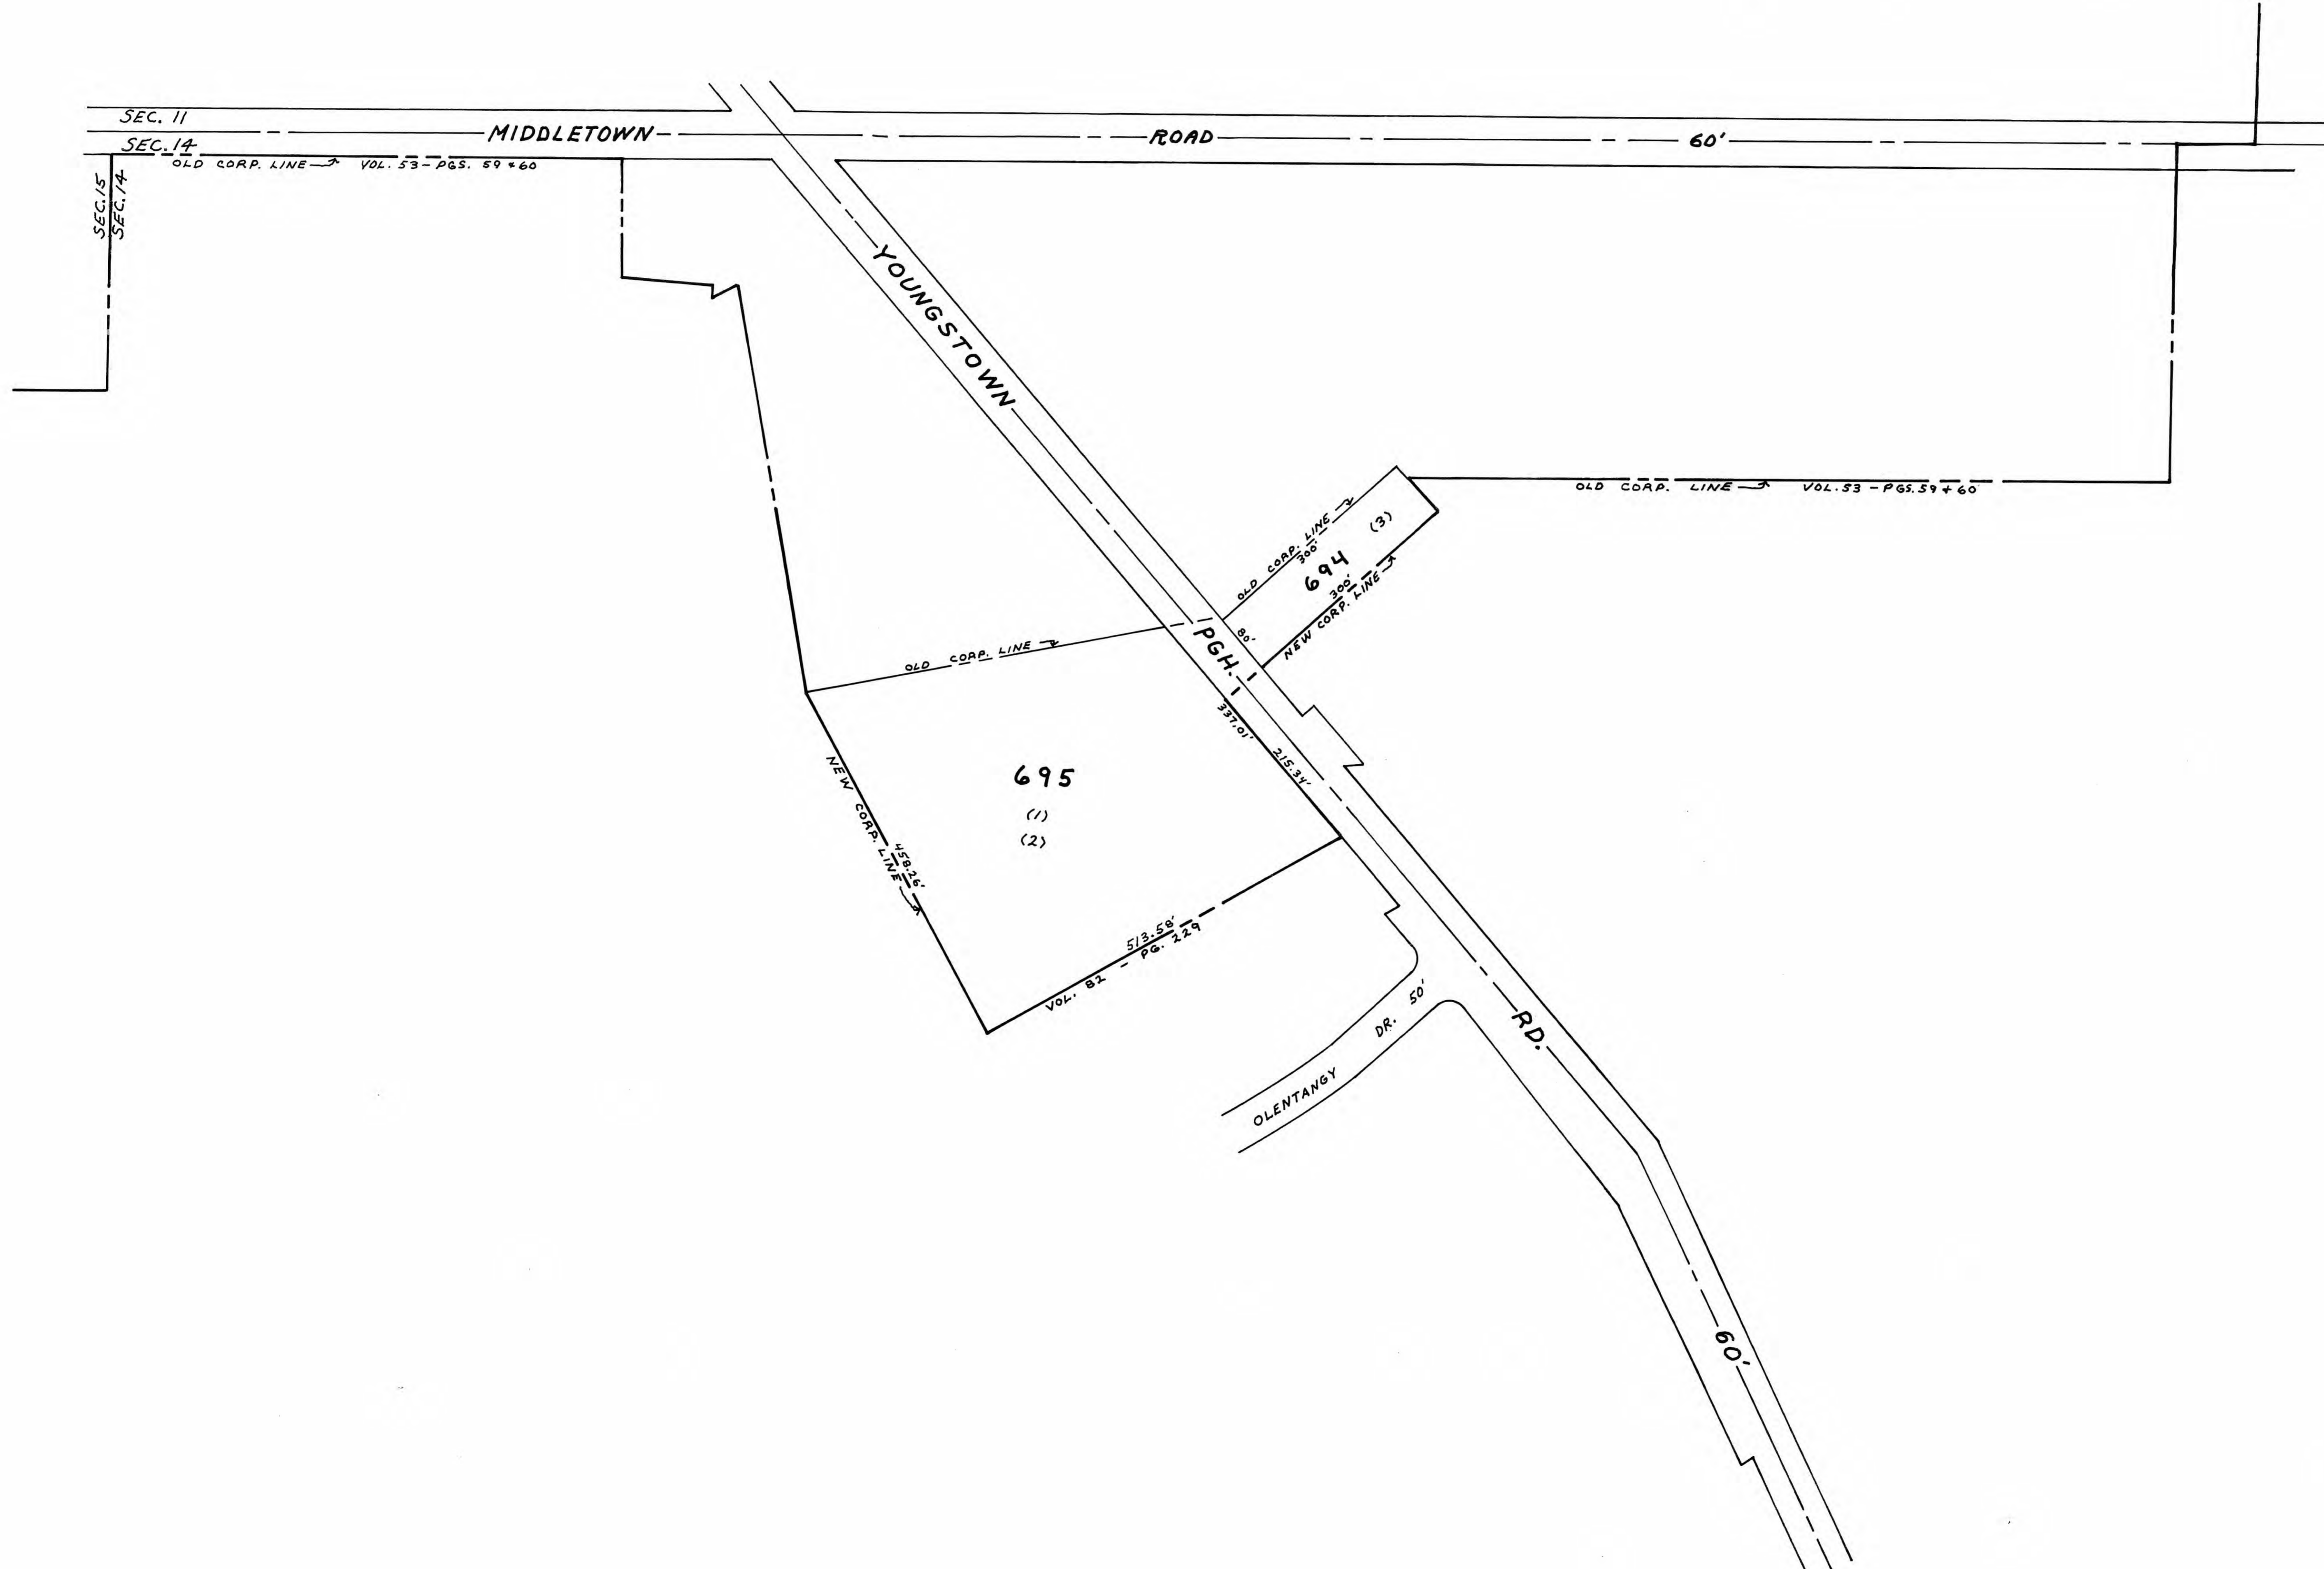 SEC. 11
MIDDLETOWN ROAD 60'
SEC. 14
OLD CORP. LINE VOL. 53 - PGS. 59 + 60
SEC. 15
SEC. 14
YOUNGSTOWN PGH. RD. 60'
OLD CORP. LINE VOL. 53 - PGS. 59 + 60
OLD CORP. LINE
300'
(3)
694
300'
NEW CORP. LINE
80'
OLD CORP. LINE
337.01'
215.34'
695
(1)
(2)
NEW CORP. LINE
458.26'
513.58'
VOL. 82 - PG. 229
OLENTANGY DR. 50'